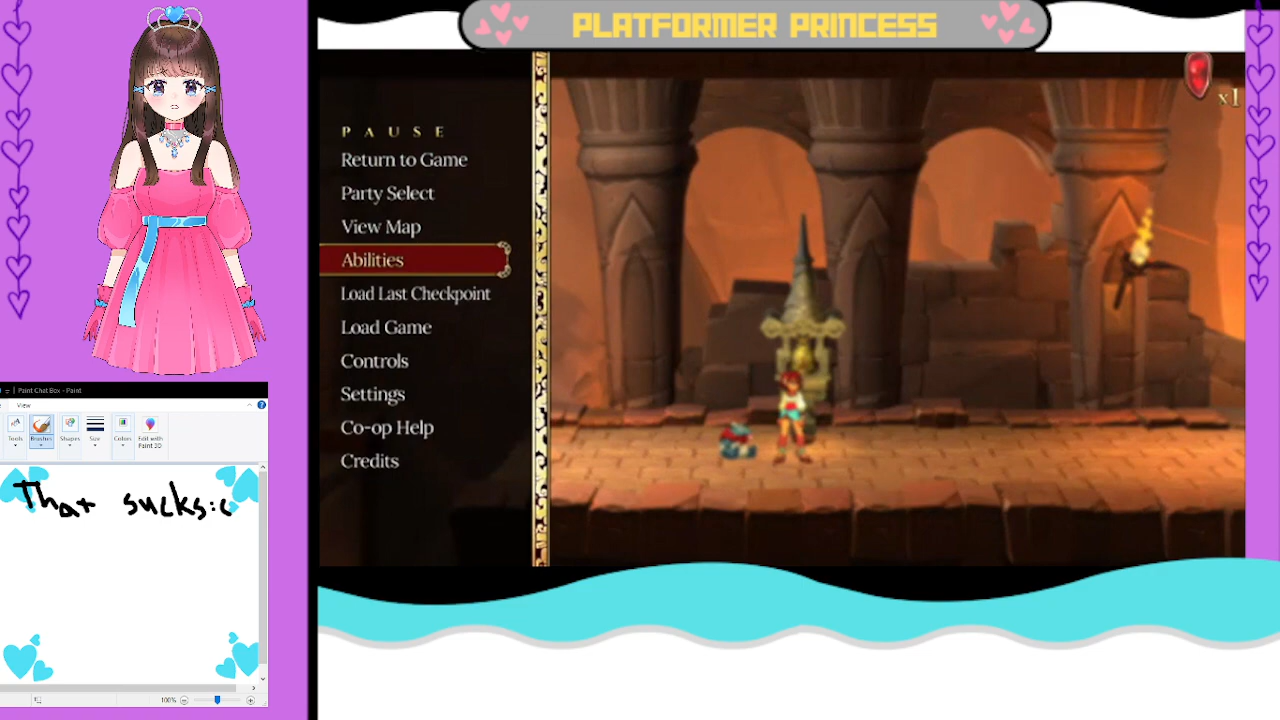 PLATFORMER PRINCESS
x1
PAUSE
Return to Game
Party Select
View Map
Abilities
Load Last Checkpoint
Load Game
Controls
Settings
Co-op Help
Credits
Paint Chat Box - Paint
View
Tools
Brushes
Shapes
Size
Colors
Edit with
Paint 3D
That sucks:c
100%